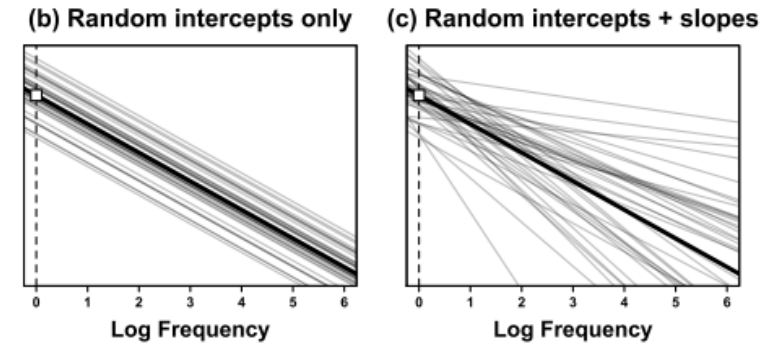 (b) Random intercepts only
(c) Random intercepts + slopes
0 1 2 3 4 5 6
Log Frequency
0 1 2 3 4 5 6
Log Frequency